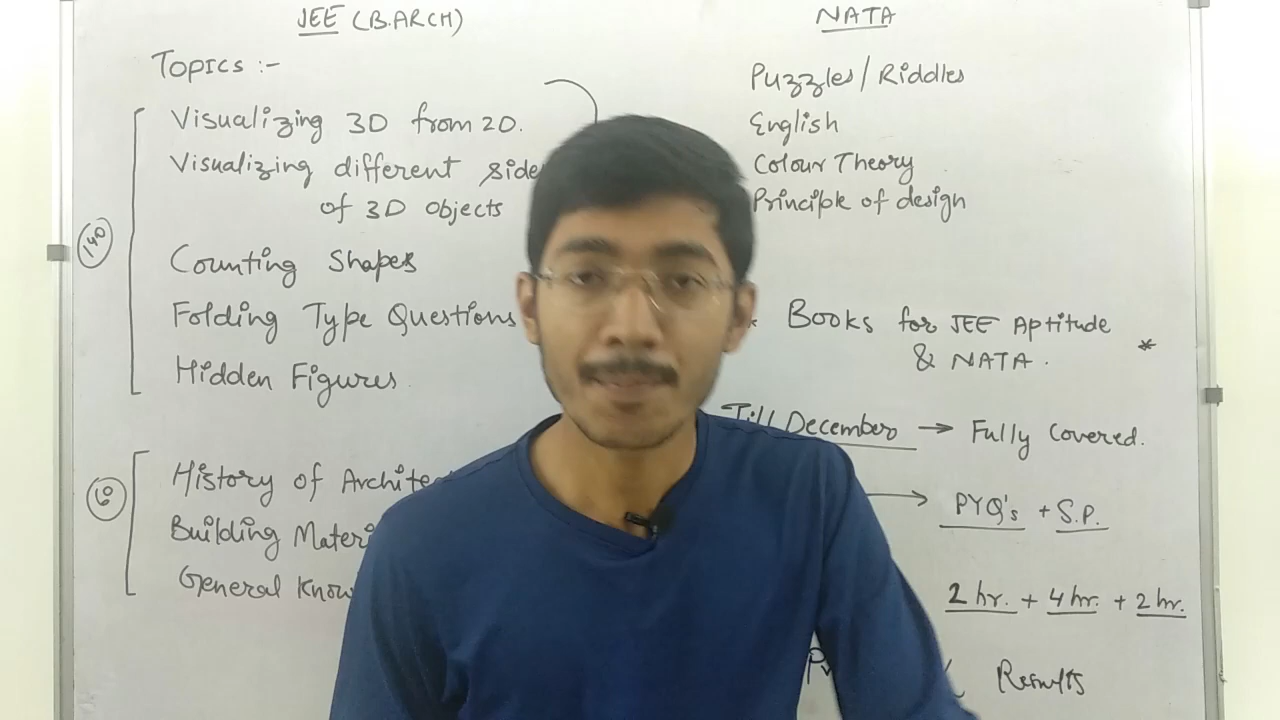 JEE (B.ARCH)
Topics :-
Visualizing 3D from 2D.
Visualizing different side
of 3D Objects
140
Counting Shapes
Folding Type Questions
Hidden Figures
60
History of Archite
Building Mater
General Know
NATA
Puzzles / Riddles
English
Colour Theory
Principle of design
Books for JEE Aptitude *
& NATA.
Till December → Fully Covered.
→ PYQ's + S.P.
2 hr. + 4 hr. + 2 hr.
Results